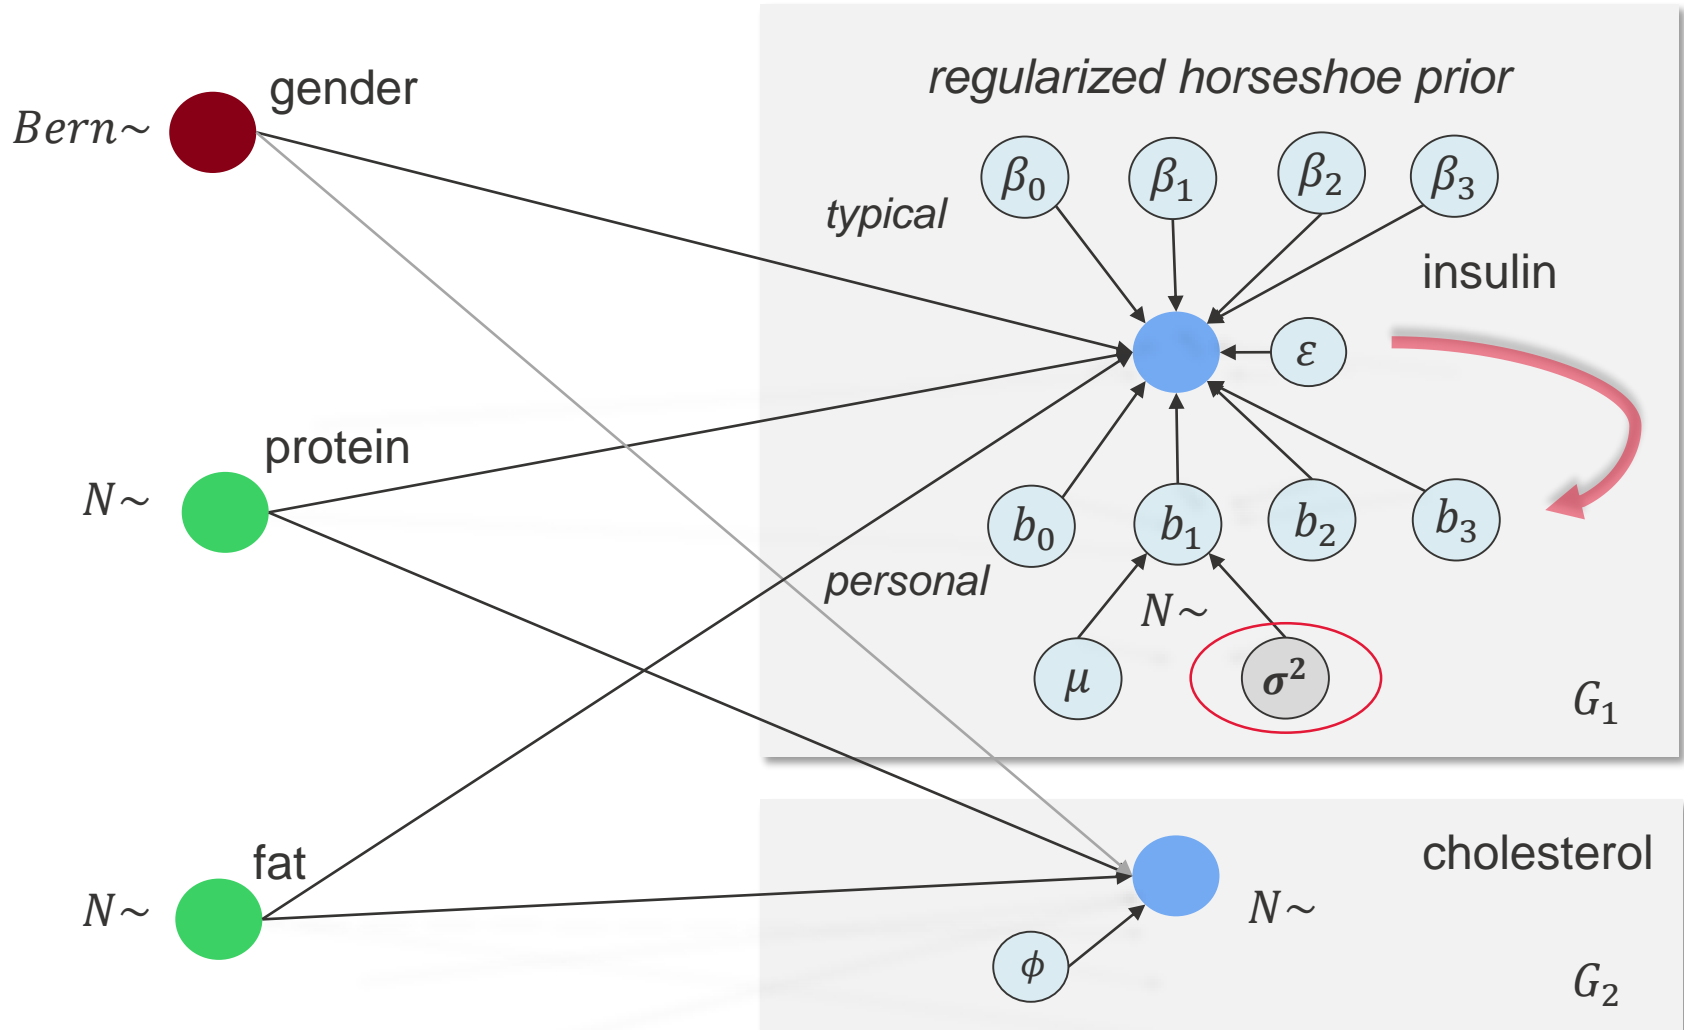 regularized horseshoe prior
gender
Bern~
β₀
β₁
β₂
β₃
typical
insulin
ε
protein
N~
b₀
b₁
b₂
b₃
personal
N~
μ
σ²
G₁
fat
N~
cholesterol
N~
ϕ
G₂